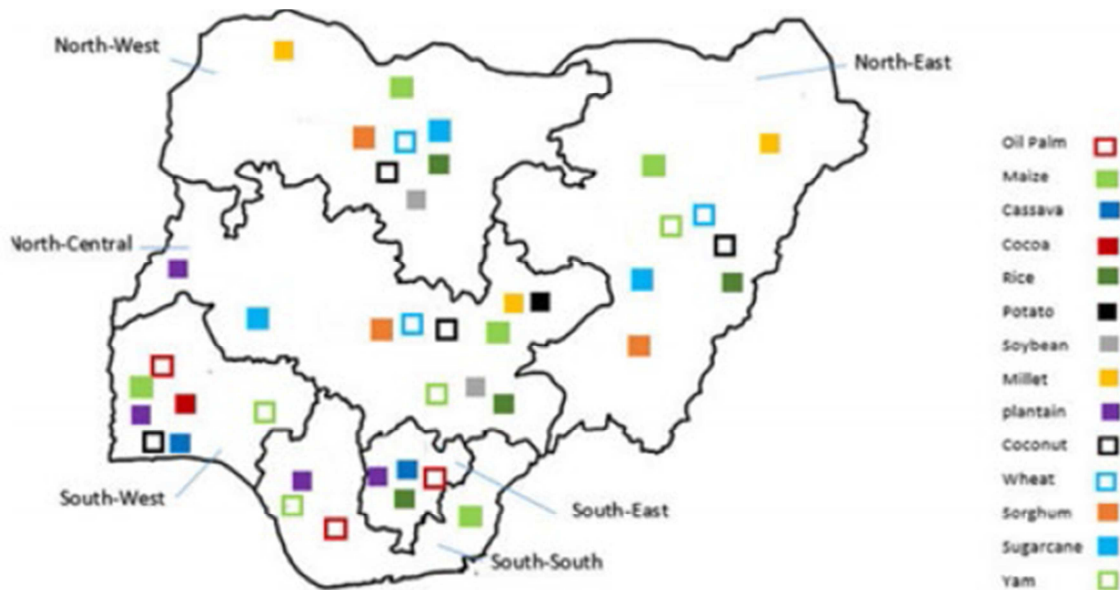 North-West
North-East
North-Central
South-West
South-East
South-South
Oil Palm
Maize
Cassava
Cocoa
Rice
Potato
Soybean
Millet
plantain
Coconut
Wheat
Sorghum
Sugarcane
Yam